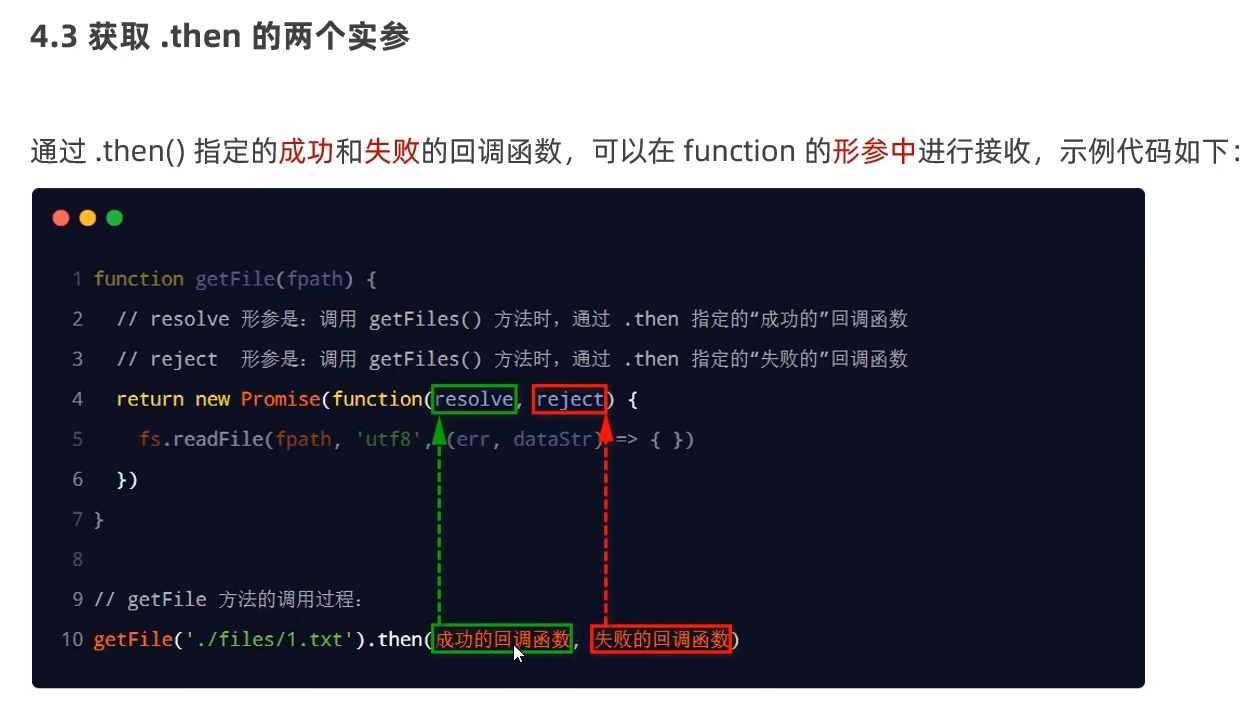 4.3 获取 .then 的两个实参
通过 .then() 指定的成功和失败的回调函数，可以在 function 的形参中进行接收，示例代码如下：
1 function getFile(fpath) {
2 // resolve 形参是：调用 getFiles() 方法时，通过 .then 指定的“成功的”回调函数
3 // reject 形参是：调用 getFiles() 方法时，通过 .then 指定的“失败的”回调函数
4 return new Promise(function(resolve, reject) {
5 fs.readFile(fpath, 'utf8', (err, dataStr) => { })
6 })
7 }
8
9 // getFile 方法的调用过程：
10 getFile('./files/1.txt').then(成功的回调函数, 失败的回调函数)